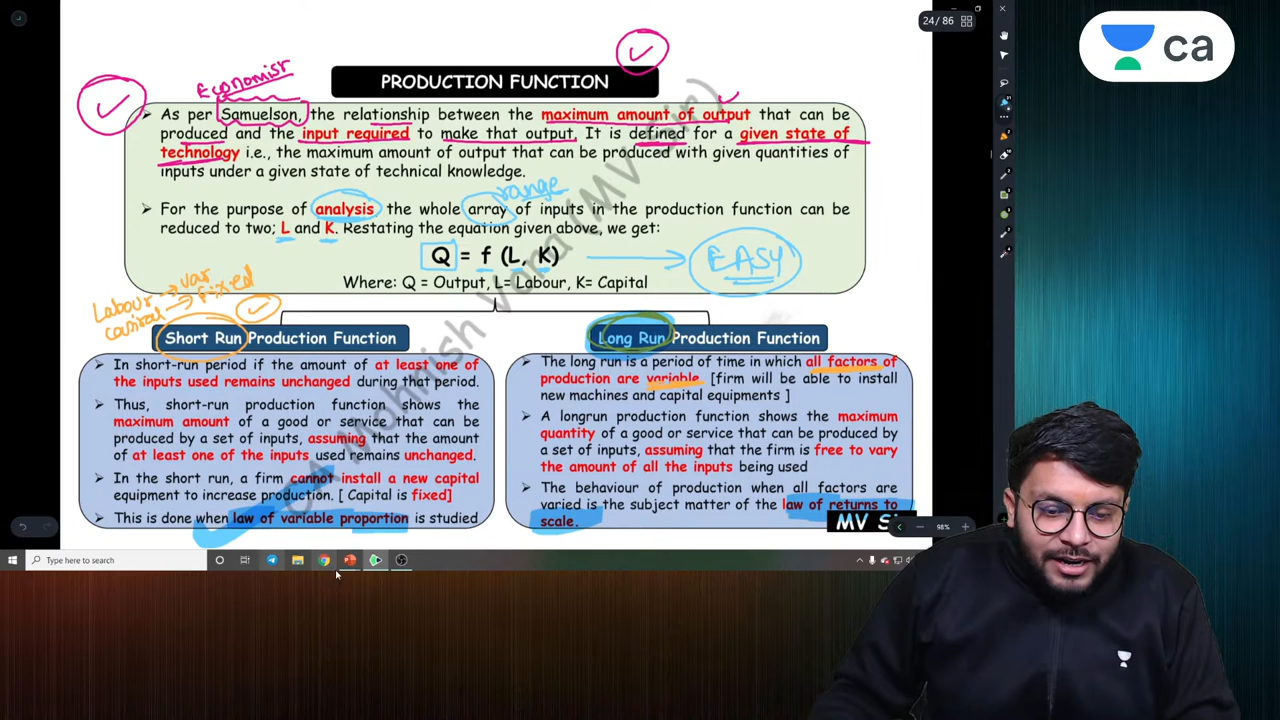 24/ 86
ca
Economist
PRODUCTION FUNCTION
➢ As per Samuelson, the relationship between the maximum amount of output that can be
produced and the input required to make that output. It is defined for a given state of
technology i.e., the maximum amount of output that can be produced with given quantities of
inputs under a given state of technical knowledge.
range
➢ For the purpose of analysis the whole array of inputs in the production function can be
reduced to two; L and K. Restating the equation given above, we get:
Q = f (L, K)
EASY
Where: Q = Output, L= Labour, K= Capital
Labour → var
capital → fixed
CA Mohnish Vora (MV Sir)
Short Run Production Function
➢ In short-run period if the amount of at least one of
the inputs used remains unchanged during that period.
➢ Thus, short-run production function shows the
maximum amount of a good or service that can be
produced by a set of inputs, assuming that the amount
of at least one of the inputs used remains unchanged.
➢ In the short run, a firm cannot install a new capital
equipment to increase production. [ Capital is fixed]
➢ This is done when law of variable proportion is studied
Long Run Production Function
➢ The long run is a period of time in which all factors of
production are variable. [firm will be able to install
new machines and capital equipments ]
➢ A longrun production function shows the maximum
quantity of a good or service that can be produced by
a set of inputs, assuming that the firm is free to vary
the amount of all the inputs being used
➢ The behaviour of production when all factors are
varied is the subject matter of the law of returns to
scale.
MV Si
98%
Type here to search